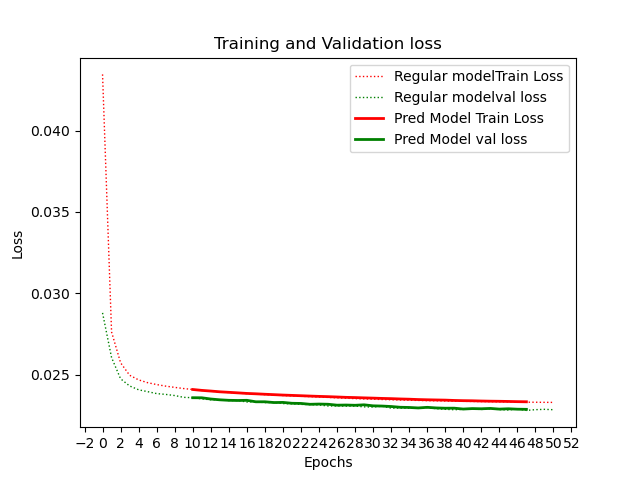 Training and Validation loss
Regular modelTrain Loss
Regular modelval loss
Pred Model Train Loss
Pred Model val loss
0.040
0.035
0.030
0.025
Loss
−2 0 2 4 6 8 10 12 14 16 18 20 22 24 26 28 30 32 34 36 38 40 42 44 46 48 50 52
Epochs